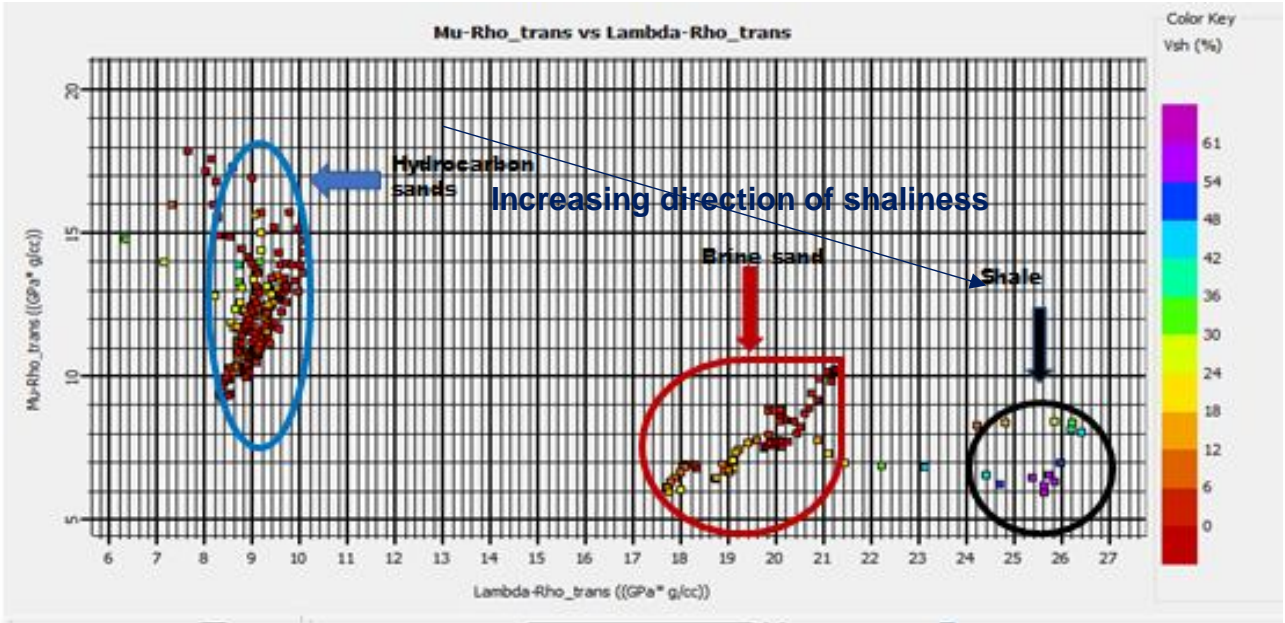 Mu-Rho_trans vs Lambda-Rho_trans
Color Key
Vsh (%)
20
15
10
5
Mu-Rho_trans ((GPa* g/cc))
Hydrocarbon
sands
Increasing direction of shaliness
Brine sand
Shale
61
54
48
42
36
30
24
18
12
6
0
6 7 8 9 10 11 12 13 14 15 16 17 18 19 20 21 22 23 24 25 26 27
Lambda-Rho_trans ((GPa* g/cc))